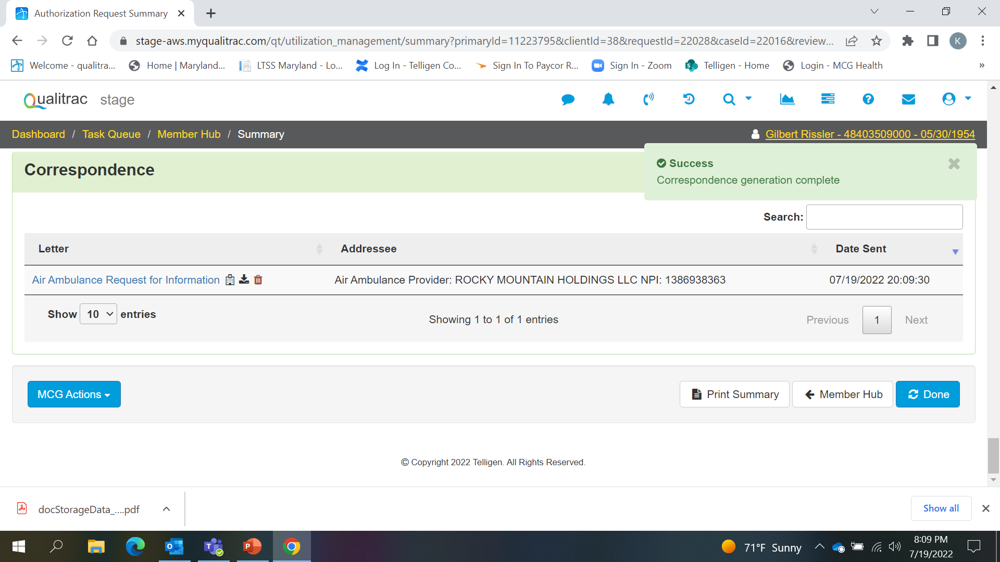 Authorization Request Summary
stage-aws.myqualitrac.com/qt/utilization_management/summary?primaryId=11223795&clientId=38&requestId=22028&caseId=22016&review...
K
Welcome - qualitra... Home | Maryland... LTSS Maryland - Lo... Log In - Telligen Co... Sign In To Paycor R... Sign In - Zoom Telligen - Home Login - MCG Health »
Qualitrac stage
Dashboard / Task Queue / Member Hub / Summary Gilbert Rissler - 48403509000 - 05/30/1954
Correspondence
Success
Correspondence generation complete
Search:
Letter Addressee Date Sent
Air Ambulance Request for Information Air Ambulance Provider: ROCKY MOUNTAIN HOLDINGS LLC NPI: 1386938363 07/19/2022 20:09:30
Show 10 entries Showing 1 to 1 of 1 entries Previous 1 Next
MCG Actions Print Summary Member Hub Done
© Copyright 2022 Telligen. All Rights Reserved.
docStorageData_....pdf Show all
71°F Sunny 8:09 PM
7/19/2022